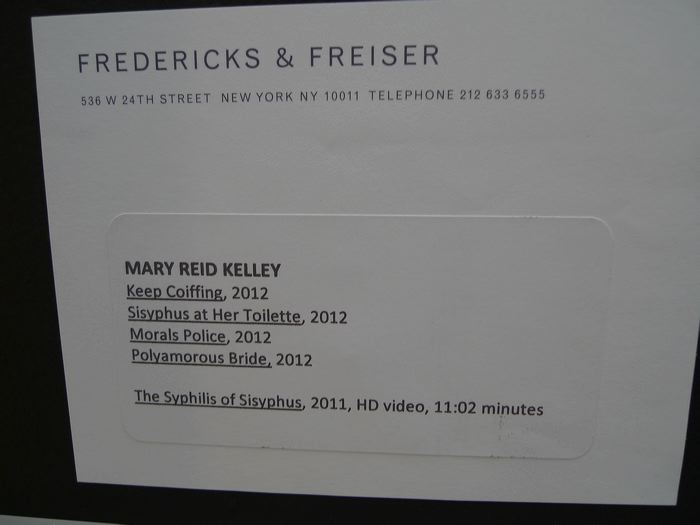 FREDERICKS & FREISER
536 W 24TH STREET NEW YORK NY 10011 TELEPHONE 212 633 6555
MARY REID KELLEY
Keep Coiffing, 2012
Sisyphus at Her Toilette, 2012
Morals Police, 2012
Polyamorous Bride, 2012
The Syphilis of Sisyphus, 2011, HD video, 11:02 minutes